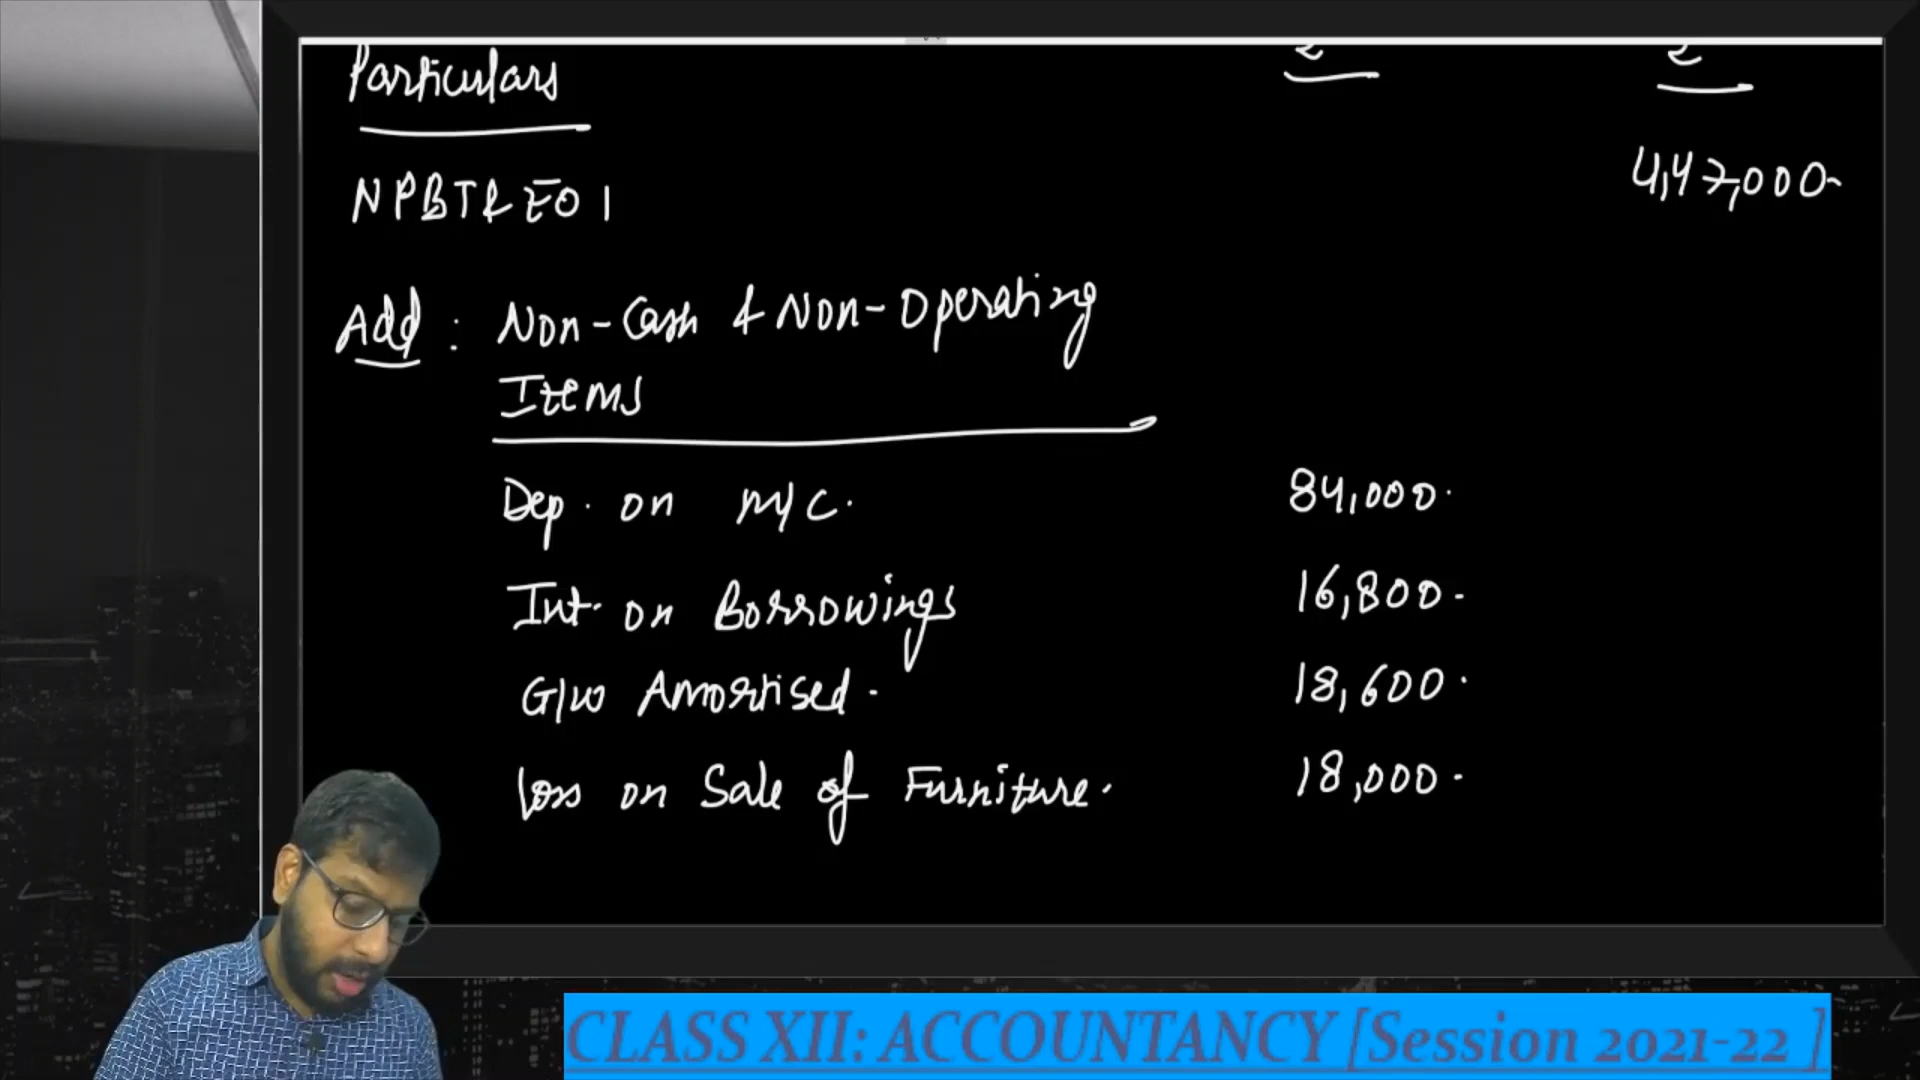 Particulars
₹ ₹
NPBT&EOI 4,47,000
Add: Non-Cash & Non-Operating
Items
Dep. on M/C. 84,000.
Int. on Borrowings 16,800.
G/W Amortised. 18,600.
Loss on Sale of Furniture. 18,000.
CLASS XII: ACCOUNTANCY [Session 2021-22 ]